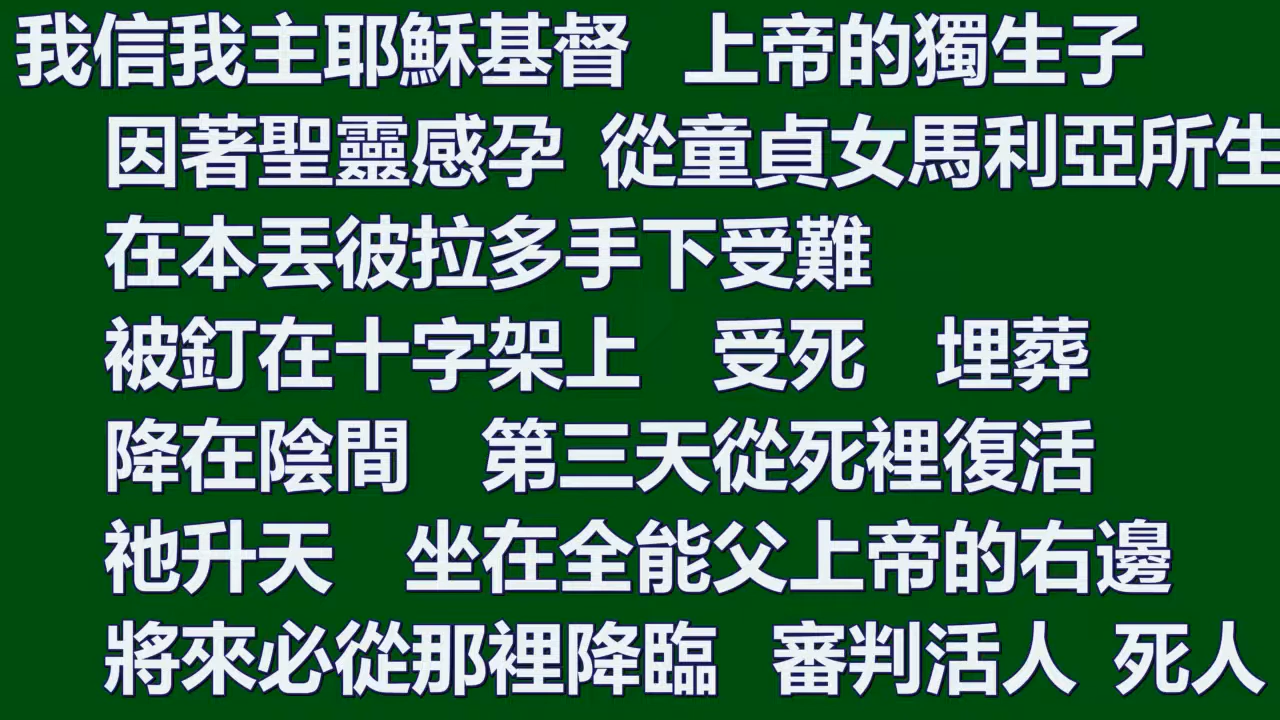 我信我主耶穌基督 上帝的獨生子
因著聖靈感孕 從童貞女馬利亞所生
在本丟彼拉多手下受難
被釘在十字架上 受死 埋葬
降在陰間 第三天從死裡復活
祂升天 坐在全能父上帝的右邊
將來必從那裡降臨 審判活人 死人